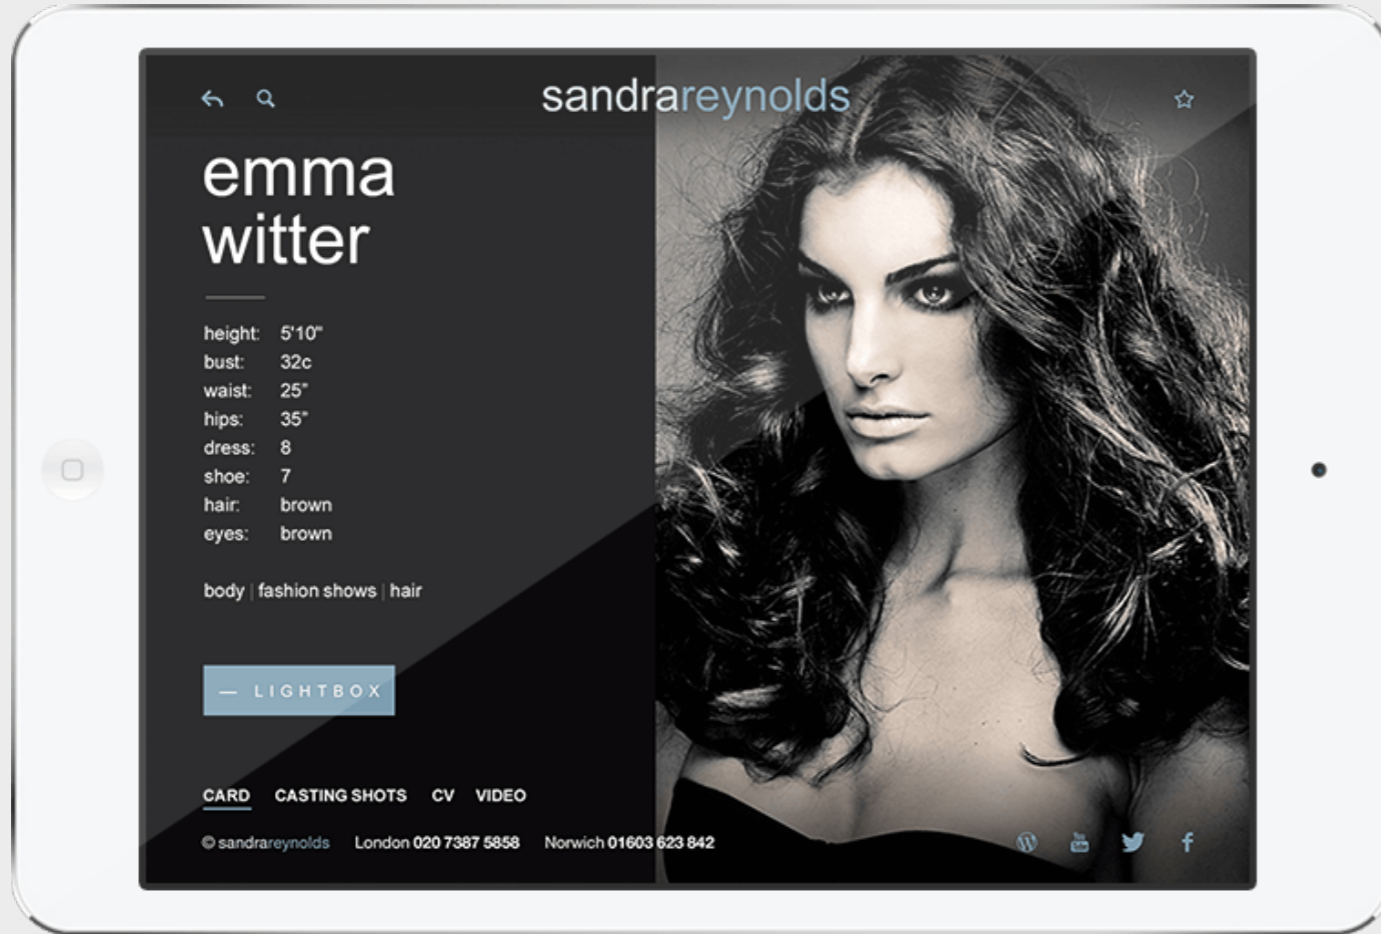 sandrareynolds
emma
witter
height: 5'10"
bust: 32c
waist: 25"
hips: 35"
dress: 8
shoe: 7
hair: brown
eyes: brown
body | fashion shows | hair
— LIGHTBOX
CARD CASTING SHOTS CV VIDEO
© sandrareynolds London 020 7387 5858 Norwich 01603 623 842